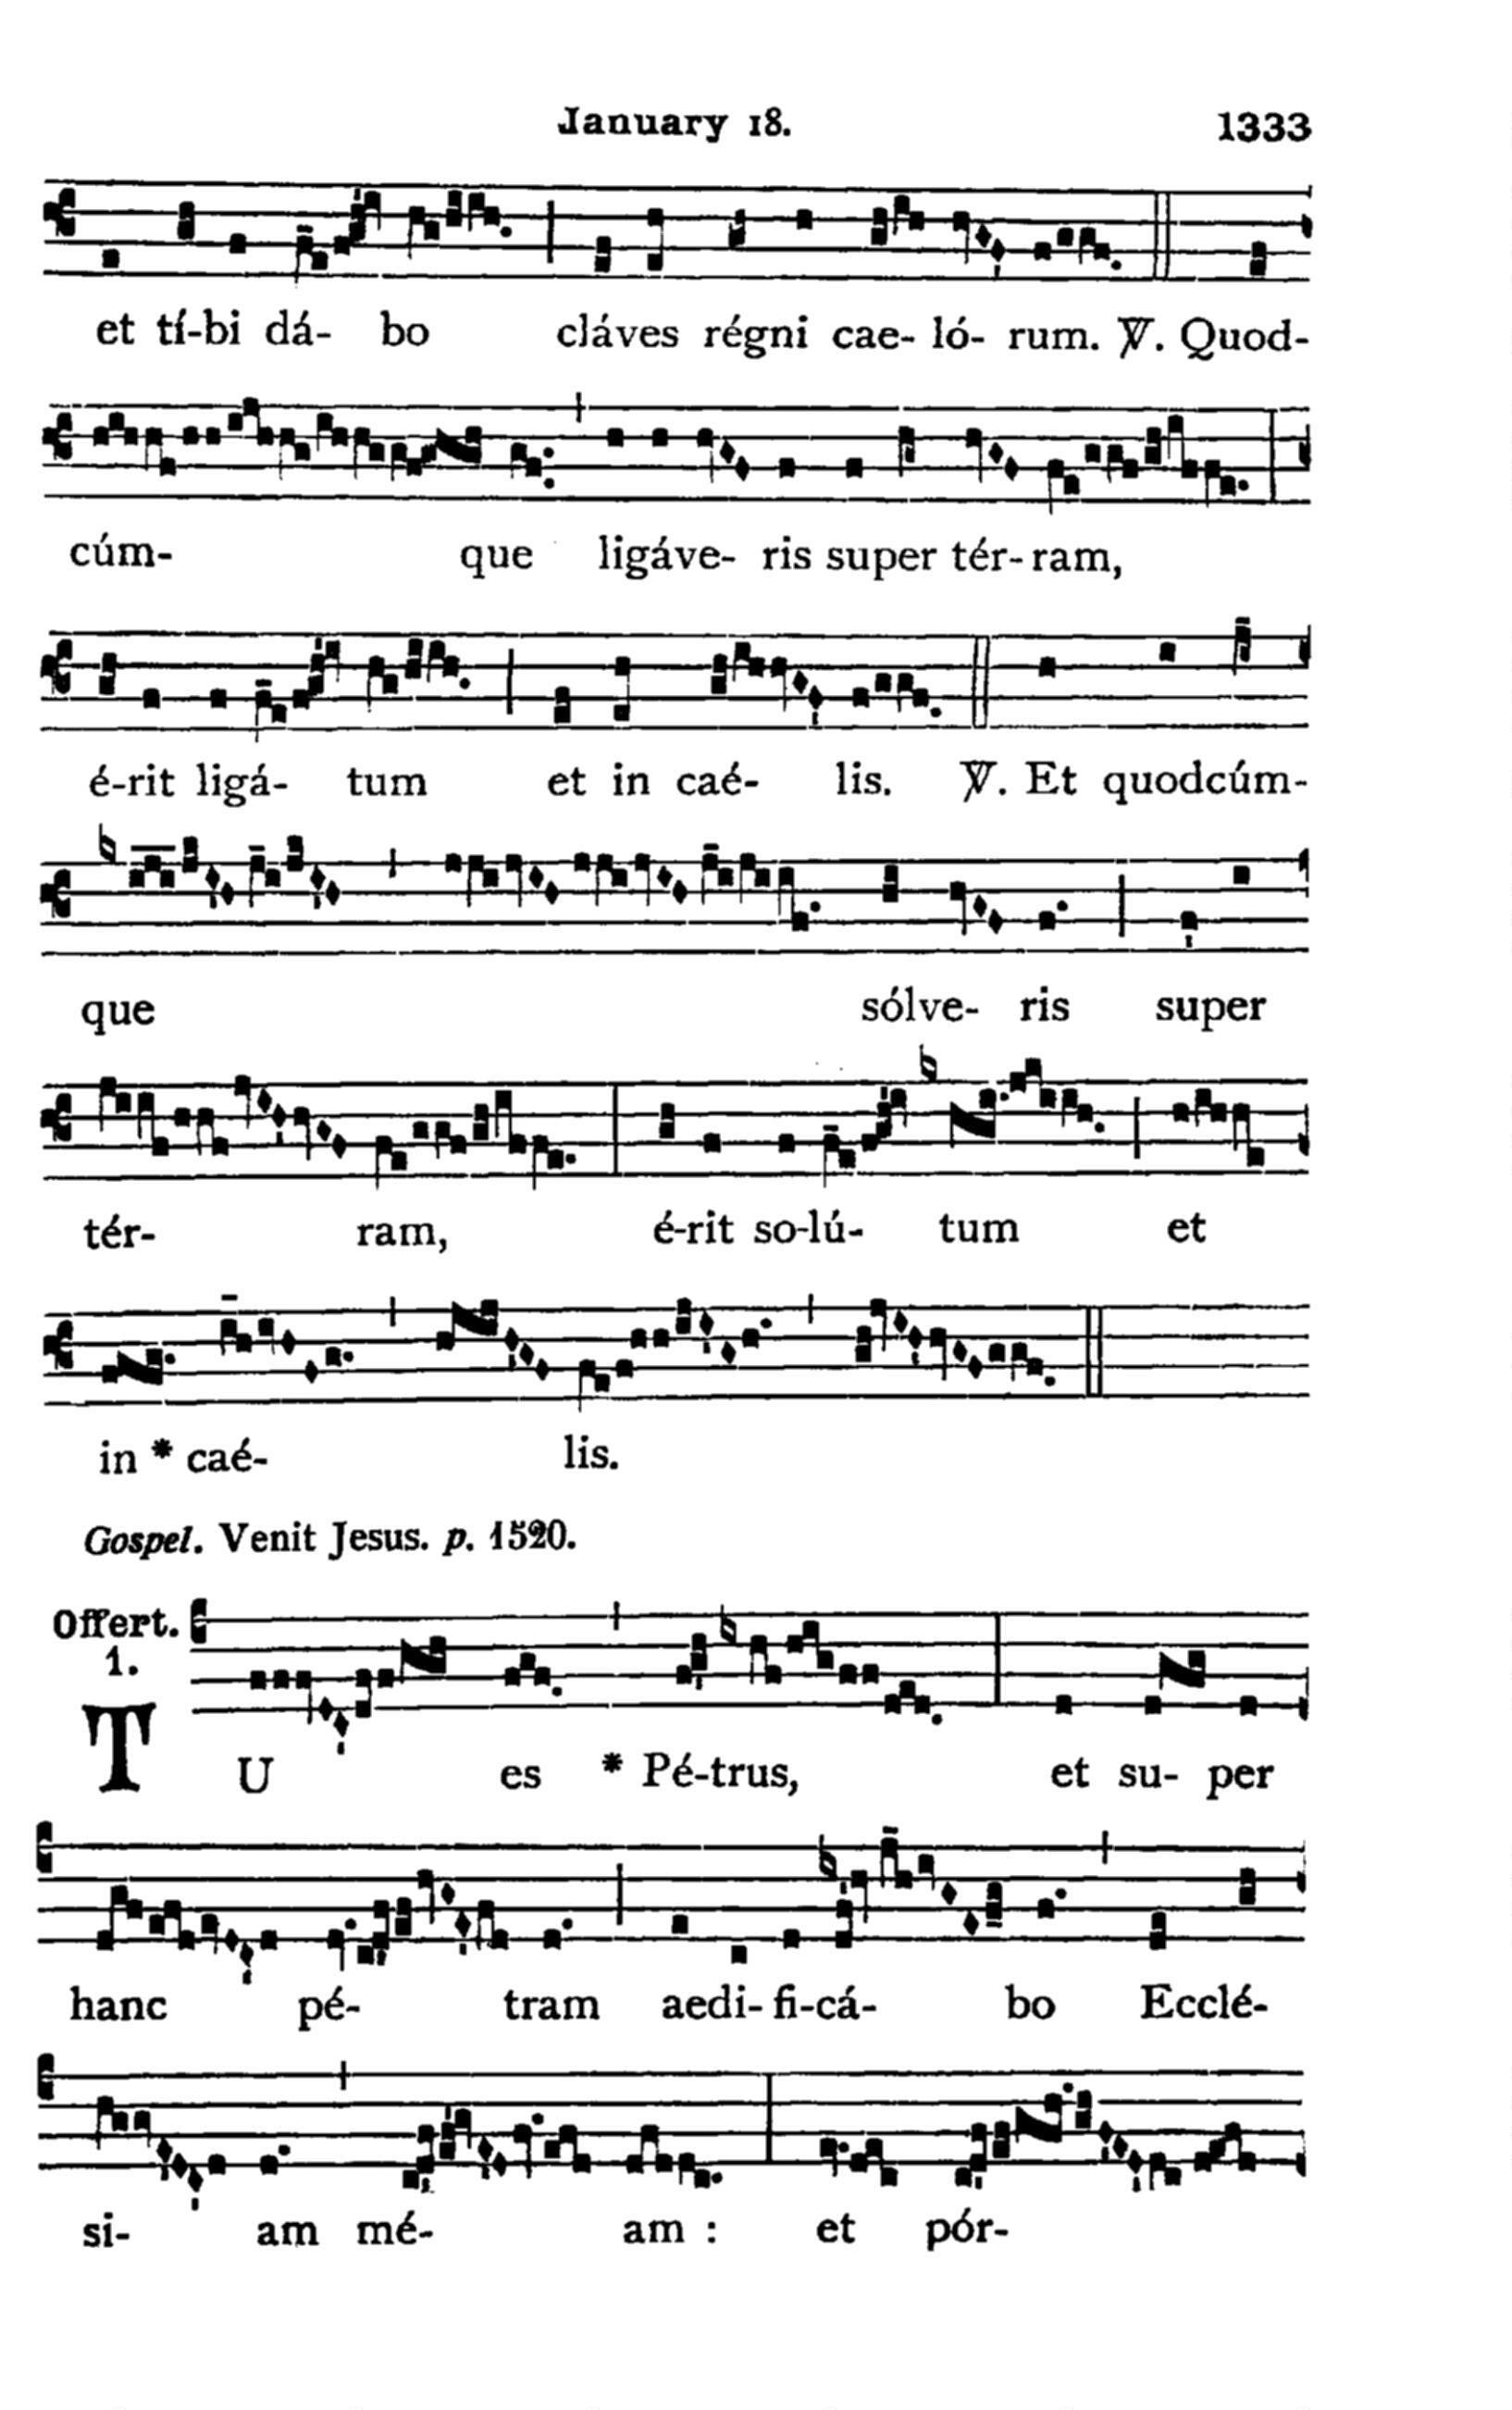 January 18. 1333
et tí-bi dá- bo cláves régni cae- ló- rum. ℣. Quod-
cúm- que ligáve- ris super tér- ram,
é-rit ligá- tum et in caé- lis. ℣. Et quodcúm-
que sólve- ris super
tér- ram, é-rit so-lú- tum et
in * caé- lis.
Gospel. Venit Jesus. p. 1520.
Offert.
1.
TU es * Pé-trus, et su- per
hanc pé- tram aedi- fi-cá- bo Ecclé-
si- am mé- am : et pór-